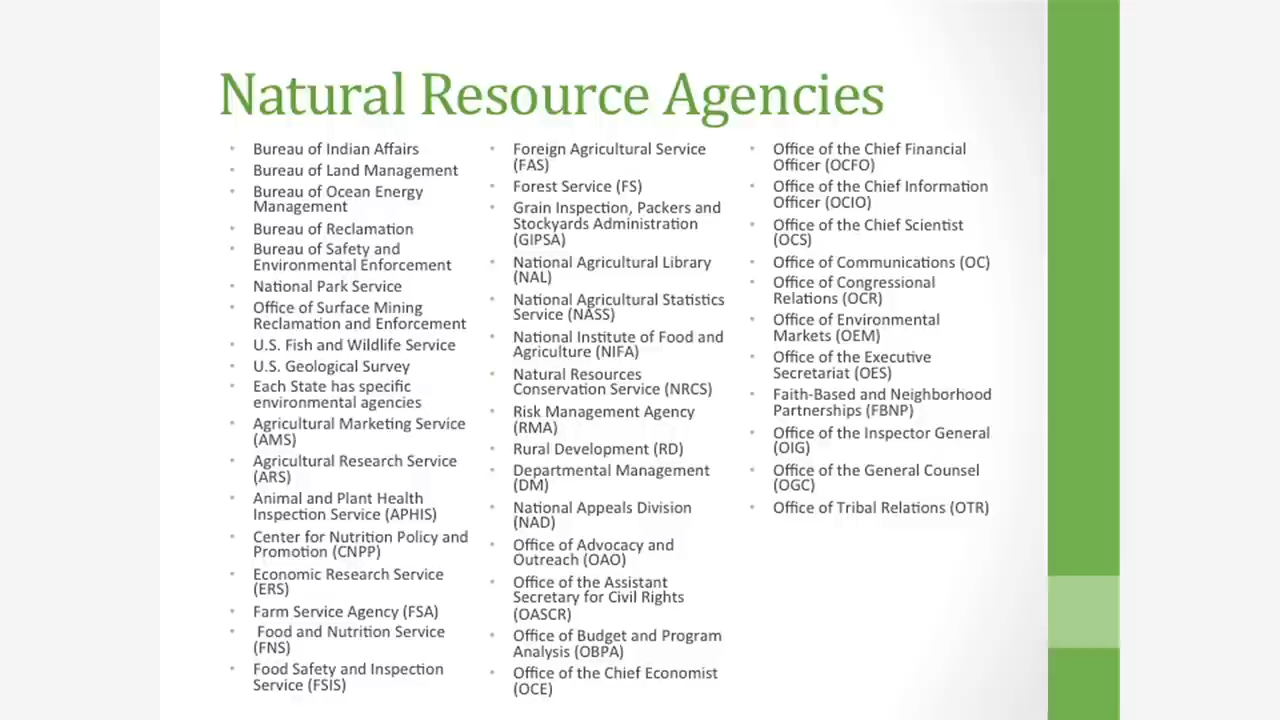 Natural Resource Agencies
• Bureau of Indian Affairs
• Bureau of Land Management
• Bureau of Ocean Energy
Management
• Bureau of Reclamation
• Bureau of Safety and
Environmental Enforcement
• National Park Service
• Office of Surface Mining
Reclamation and Enforcement
• U.S. Fish and Wildlife Service
• U.S. Geological Survey
• Each State has specific
environmental agencies
• Agricultural Marketing Service
(AMS)
• Agricultural Research Service
(ARS)
• Animal and Plant Health
Inspection Service (APHIS)
• Center for Nutrition Policy and
Promotion (CNPP)
• Economic Research Service
(ERS)
• Farm Service Agency (FSA)
• Food and Nutrition Service
(FNS)
• Food Safety and Inspection
Service (FSIS)
• Foreign Agricultural Service
(FAS)
• Forest Service (FS)
• Grain Inspection, Packers and
Stockyards Administration
(GIPSA)
• National Agricultural Library
(NAL)
• National Agricultural Statistics
Service (NASS)
• National Institute of Food and
Agriculture (NIFA)
• Natural Resources
Conservation Service (NRCS)
• Risk Management Agency
(RMA)
• Rural Development (RD)
• Departmental Management
(DM)
• National Appeals Division
(NAD)
• Office of Advocacy and
Outreach (OAO)
• Office of the Assistant
Secretary for Civil Rights
(OASCR)
• Office of Budget and Program
Analysis (OBPA)
• Office of the Chief Economist
(OCE)
• Office of the Chief Financial
Officer (OCFO)
• Office of the Chief Information
Officer (OCIO)
• Office of the Chief Scientist
(OCS)
• Office of Communications (OC)
• Office of Congressional
Relations (OCR)
• Office of Environmental
Markets (OEM)
• Office of the Executive
Secretariat (OES)
• Faith-Based and Neighborhood
Partnerships (FBNP)
• Office of the Inspector General
(OIG)
• Office of the General Counsel
(OGC)
• Office of Tribal Relations (OTR)